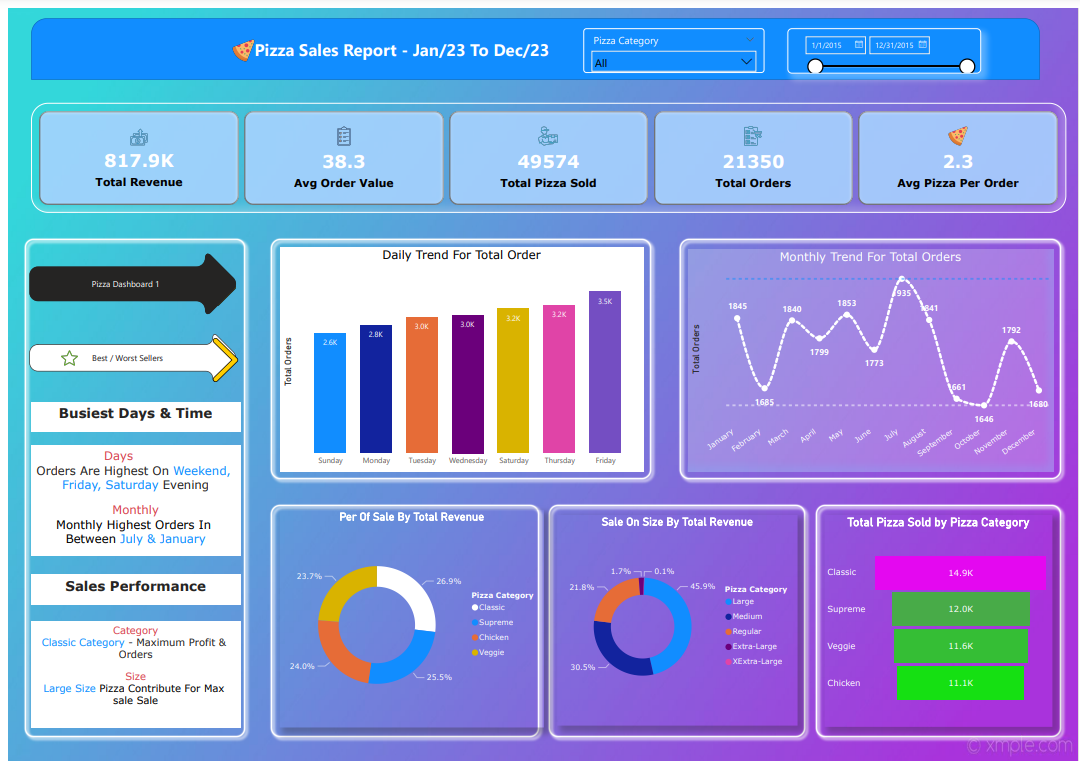 Pizza Sales Report - Jan/23 To Dec/23
Pizza Category
All
1/1/2015
12/31/2015
817.9K
Total Revenue
38.3
Avg Order Value
49574
Total Pizza Sold
21350
Total Orders
2.3
Avg Pizza Per Order
Pizza Dashboard 1
Best / Worst Sellers
Busiest Days & Time
Days
Orders Are Highest On Weekend,
Friday, Saturday Evening
Monthly
Monthly Highest Orders In
Between July & January
Sales Performance
Category
Classic Category - Maximum Profit &
Orders
Size
Large Size Pizza Contribute For Max
sale Sale
Daily Trend For Total Order
Total Orders
2.6K
2.8K
3.0K
3.0K
3.2K
3.2K
3.5K
Sunday
Monday
Tuesday
Wednesday
Saturday
Thursday
Friday
Monthly Trend For Total Orders
Total Orders
1845
1685
1840
1799
1853
1773
1935
1841
1661
1646
1792
1680
January
February
March
April
May
June
July
August
September
October
November
December
Per Of Sale By Total Revenue
26.9%
25.5%
24.0%
23.7%
Pizza Category
Classic
Supreme
Chicken
Veggie
Sale On Size By Total Revenue
45.9%
30.5%
21.8%
1.7%
0.1%
Pizza Category
Large
Medium
Regular
Extra-Large
XExtra-Large
Total Pizza Sold by Pizza Category
Classic
14.9K
Supreme
12.0K
Veggie
11.6K
Chicken
11.1K
© xmple.com